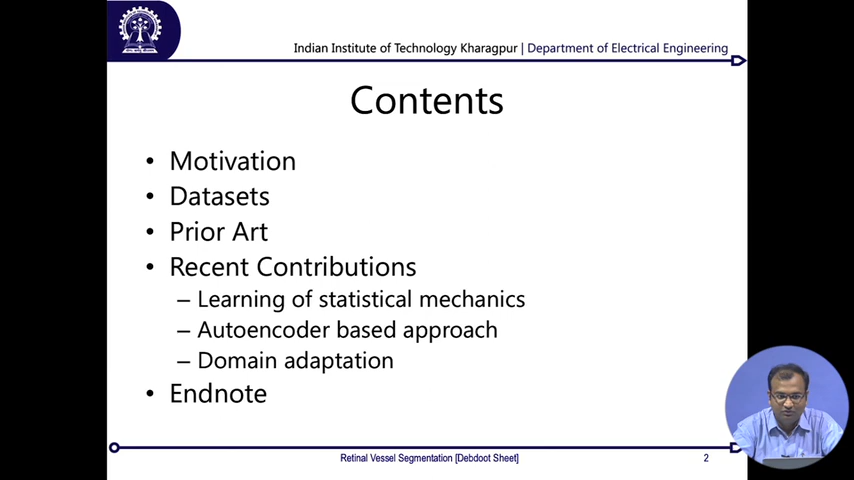 Indian Institute of Technology Kharagpur | Department of Electrical Engineering
Contents
• Motivation
• Datasets
• Prior Art
• Recent Contributions
– Learning of statistical mechanics
– Autoencoder based approach
– Domain adaptation
• Endnote
Retinal Vessel Segmentation [Debdoot Sheet]
2